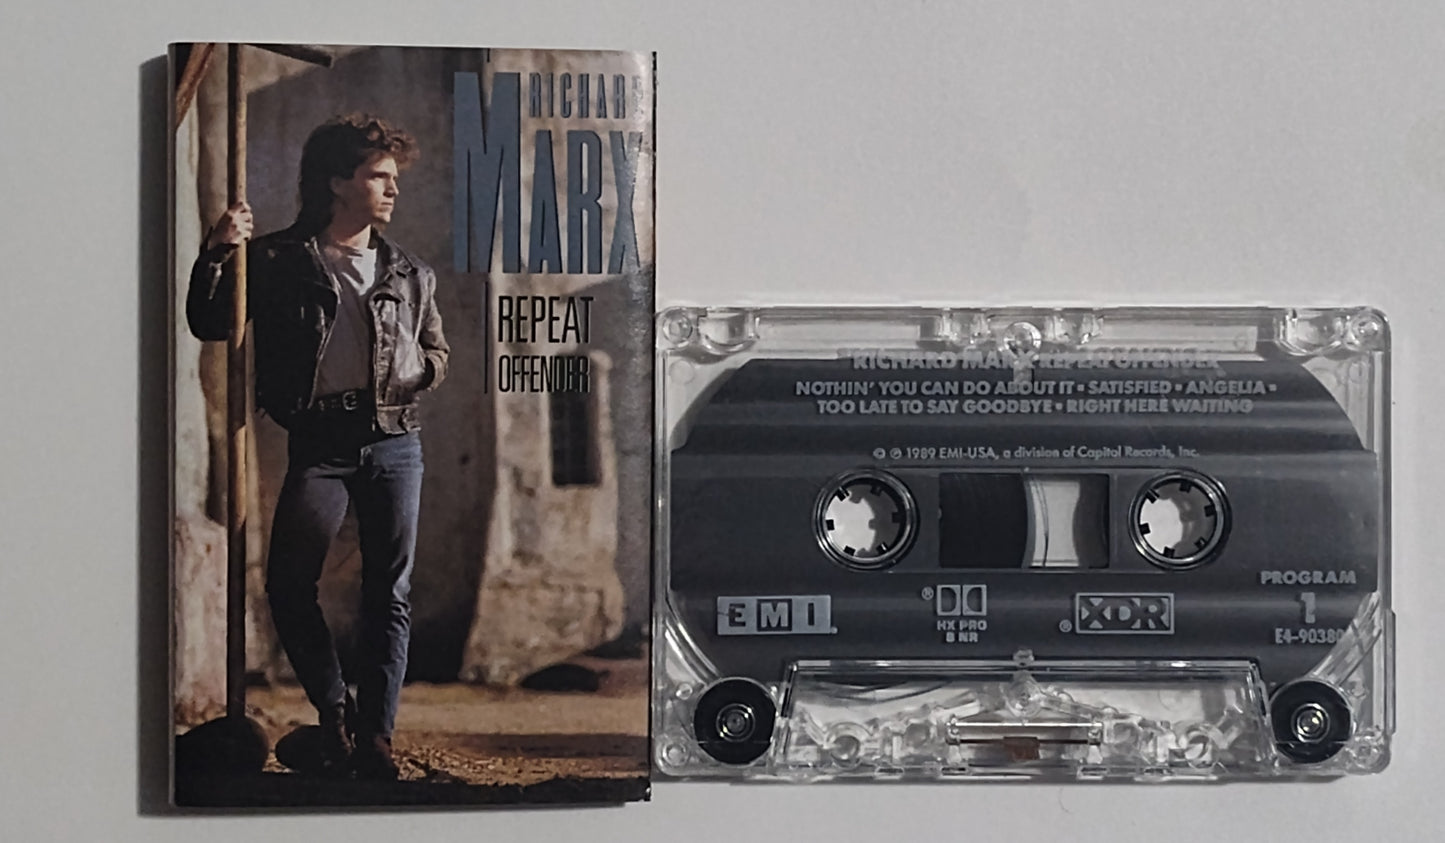 RICHARD
MARX
REPEAT
OFFENDER
RICHARD MARX REPEAT OFFENDER
NOTHIN' YOU CAN DO ABOUT IT • SATISFIED • ANGELIA •
TOO LATE TO SAY GOODBYE • RIGHT HERE WAITING
© ℗ 1989 EMI-USA, a division of Capitol Records, Inc.
EMI®
® HX PRO
B NR
® XDR
PROGRAM
1
E4-90380